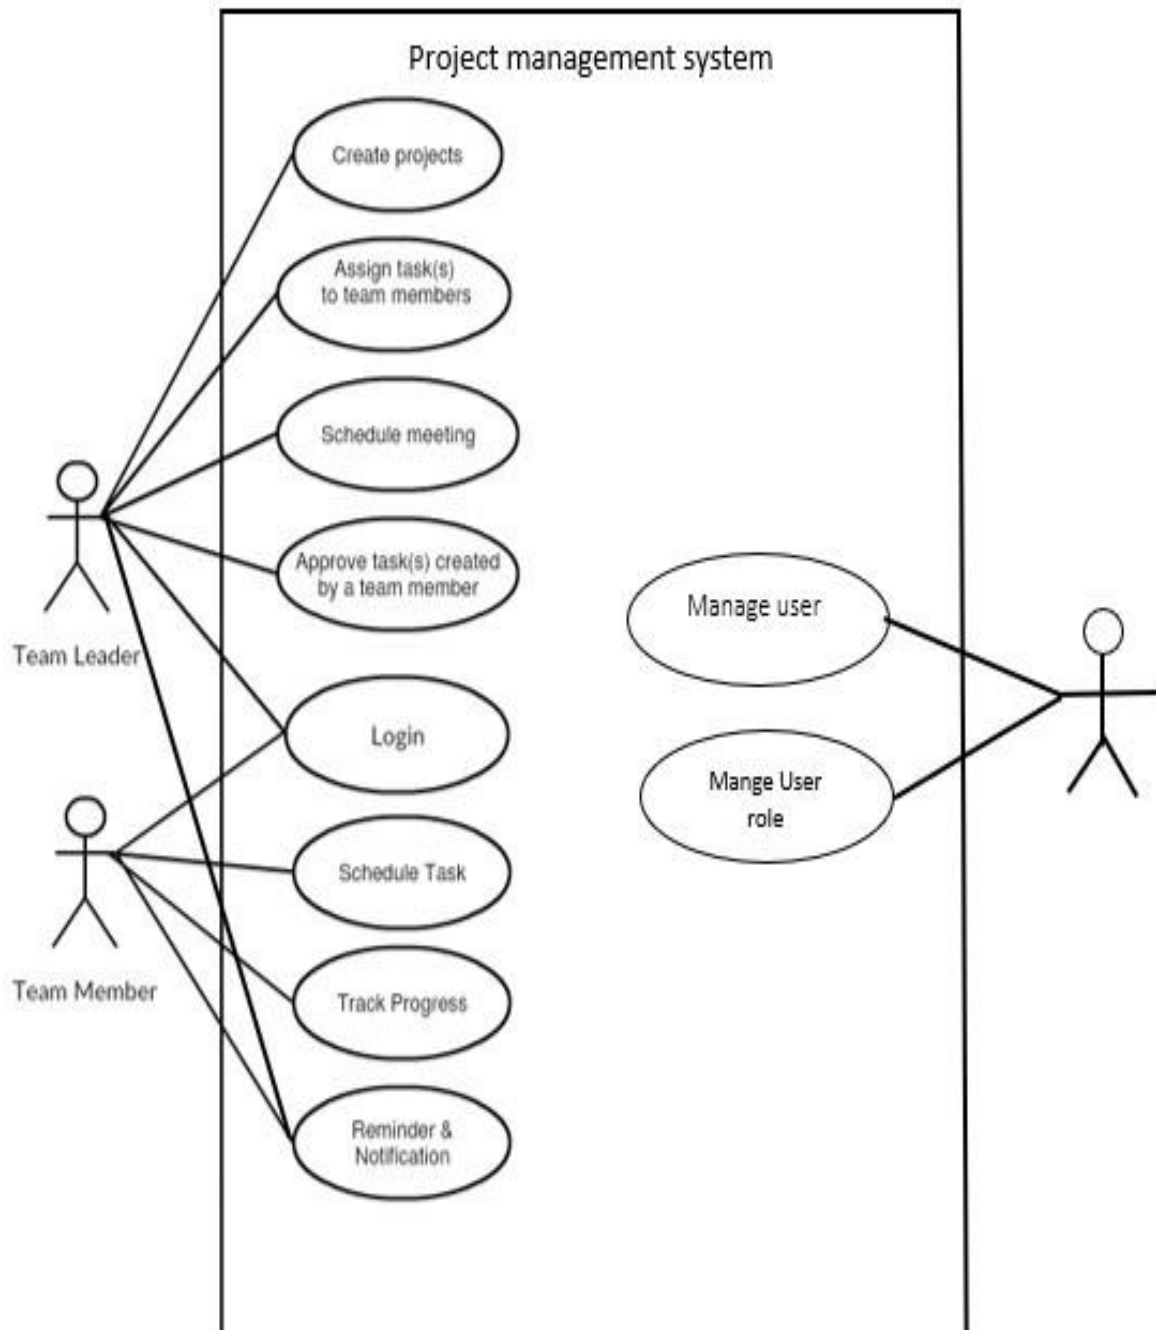 Project management system
Create projects
Assign task(s)
to team members
Schedule meeting
Approve task(s) created
by a team member
Team Leader
Login
Schedule Task
Team Member
Track Progress
Reminder &
Notification
Manage user
Mange User
role